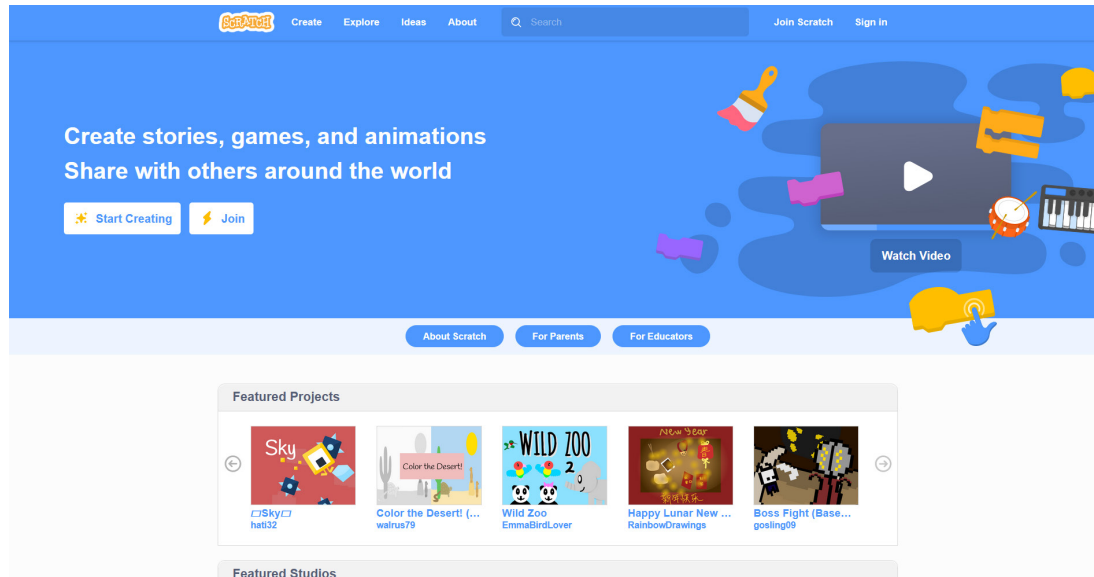 SCRATCH Create Explore Ideas About Search Join Scratch Sign in
Create stories, games, and animations
Share with others around the world
Start Creating Join
Watch Video
About Scratch For Parents For Educators
Featured Projects
Sky
Color the Desert!
WILD ZOO
2
New Year
▭Sky▭ Color the Desert! (... Wild Zoo Happy Lunar New ... Boss Fight (Base...
hati32 walrus79 EmmaBirdLover RainbowDrawings gosling09
Featured Studios